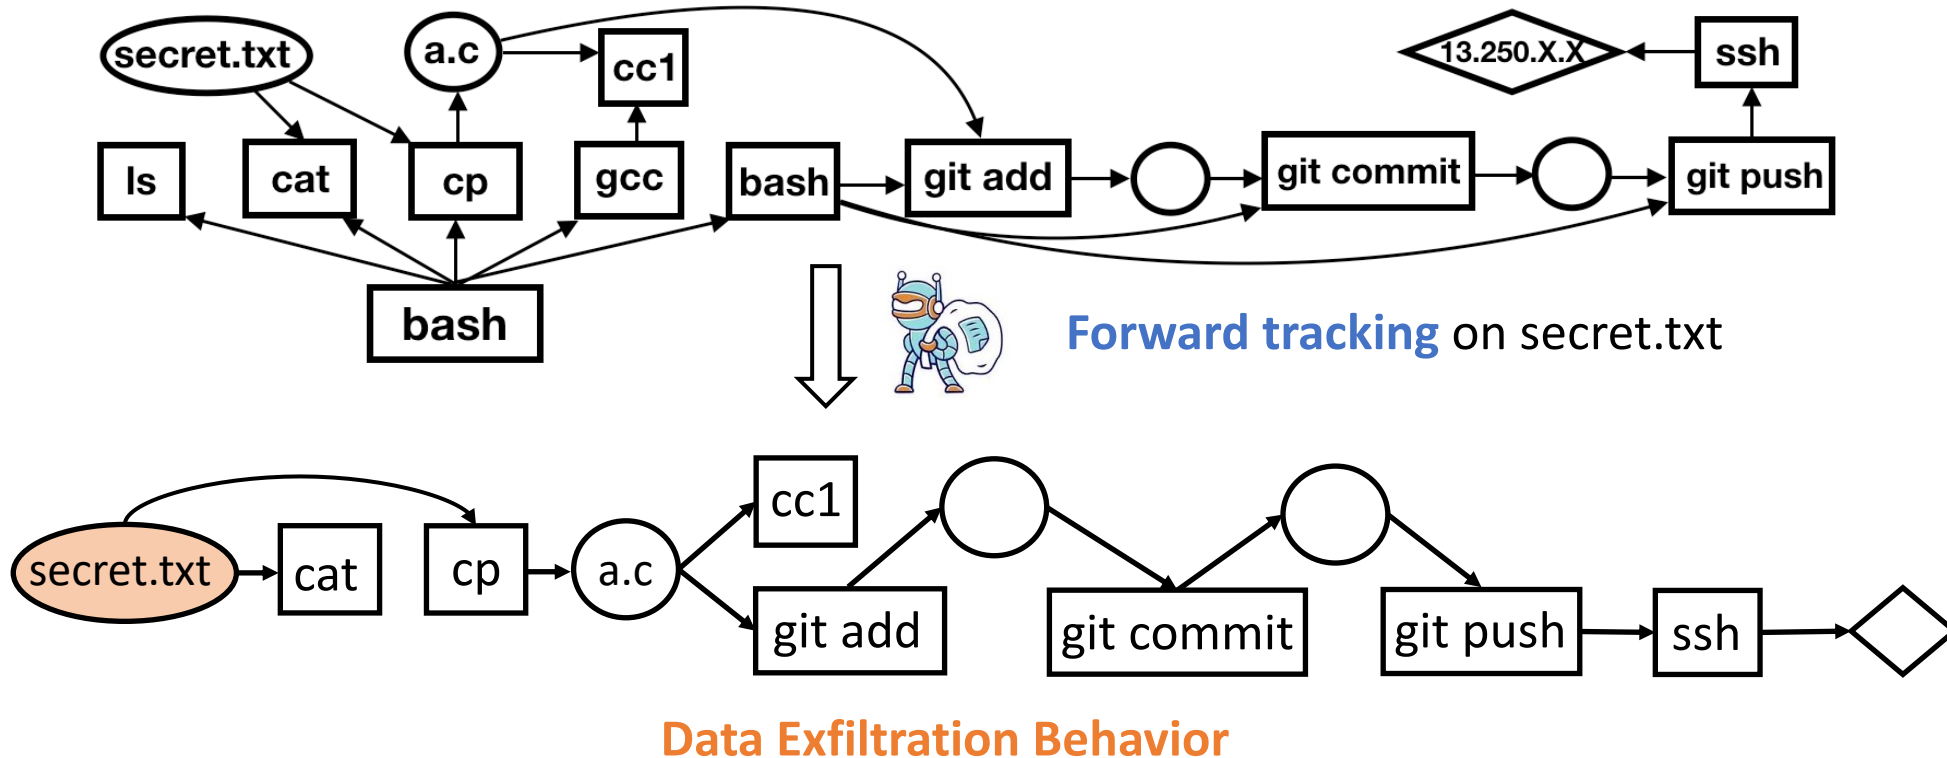 secret.txt
a.c
cc1
13.250.X.X
ssh
ls
cat
cp
gcc
bash
git add
git commit
git push
bash
Forward tracking on secret.txt
cc1
secret.txt
cat
cp
a.c
git add
git commit
git push
ssh
Data Exfiltration Behavior